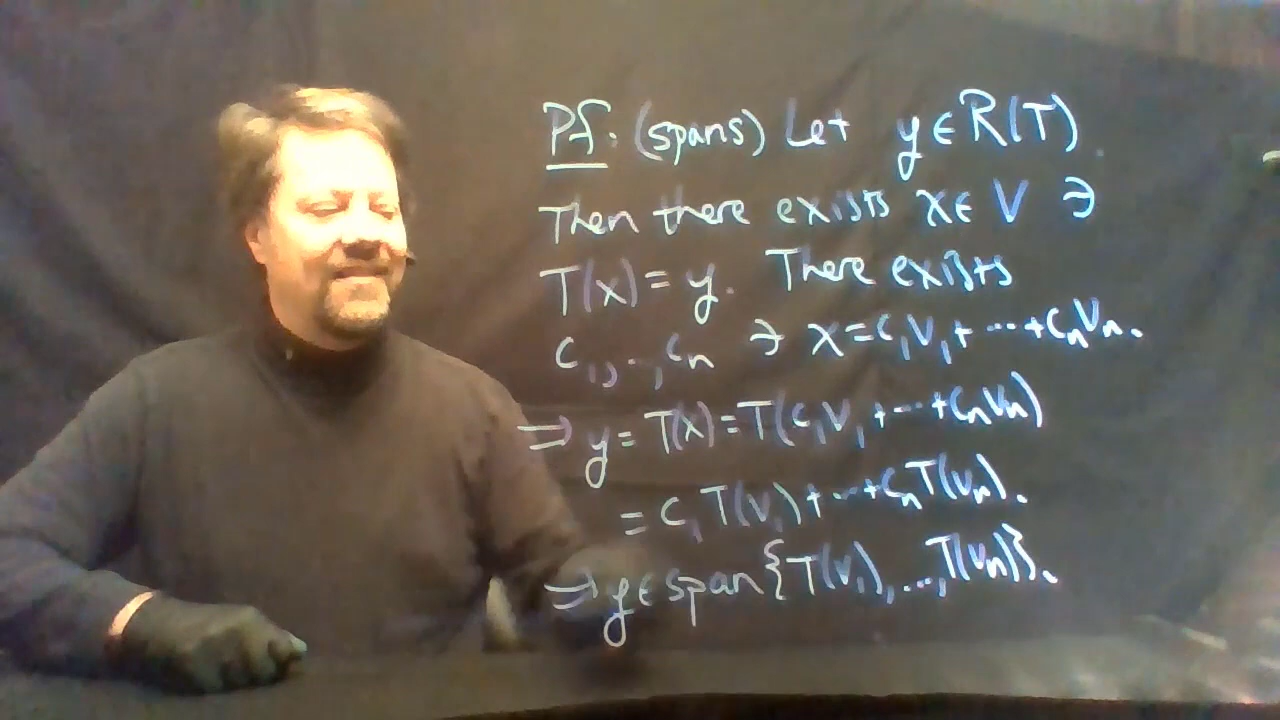 Pf. (spans) Let y ∈ R(T).
Then there exists x ∈ V ∋
T(x) = y. There exists
c₁, ..., cₙ ∋ x = c₁v₁ + ⋯ + cₙvₙ.
⇒ y = T(x) = T(c₁v₁ + ⋯ + cₙvₙ)
= c₁T(v₁) + ⋯ + cₙT(vₙ).
⇒ y ∈ span{T(v₁), ..., T(vₙ)}.